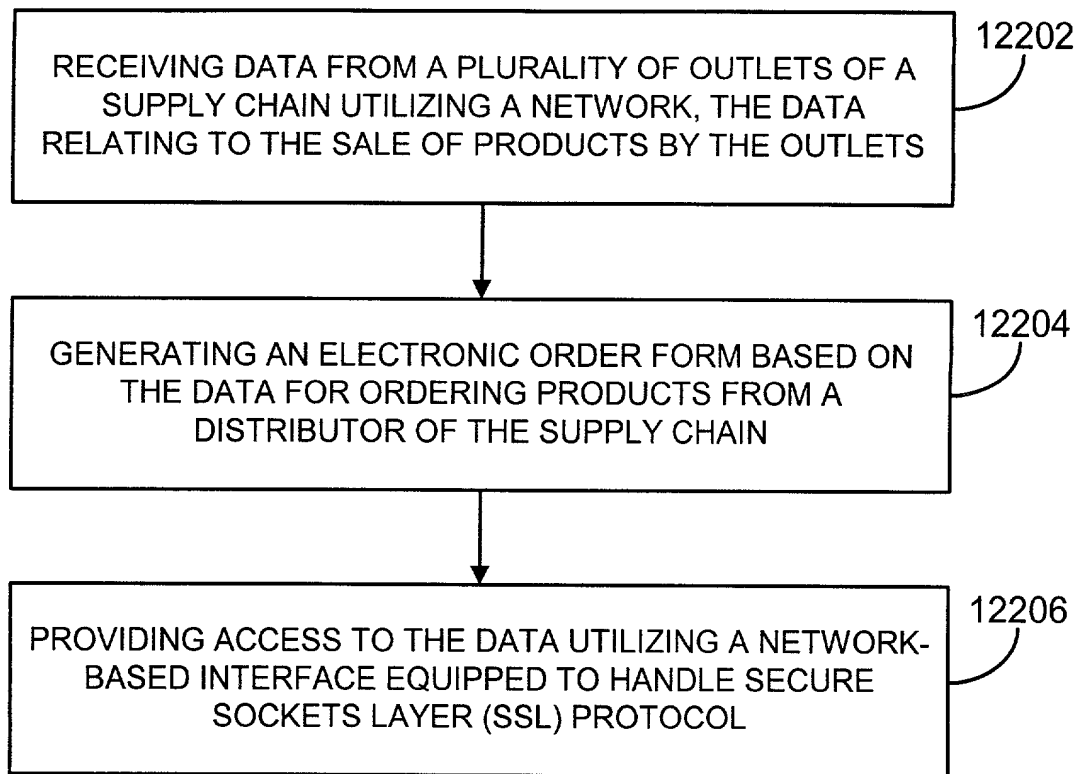 12202
RECEIVING DATA FROM A PLURALITY OF OUTLETS OF A
SUPPLY CHAIN UTILIZING A NETWORK, THE DATA
RELATING TO THE SALE OF PRODUCTS BY THE OUTLETS
12204
GENERATING AN ELECTRONIC ORDER FORM BASED ON
THE DATA FOR ORDERING PRODUCTS FROM A
DISTRIBUTOR OF THE SUPPLY CHAIN
12206
PROVIDING ACCESS TO THE DATA UTILIZING A NETWORK-
BASED INTERFACE EQUIPPED TO HANDLE SECURE
SOCKETS LAYER (SSL) PROTOCOL